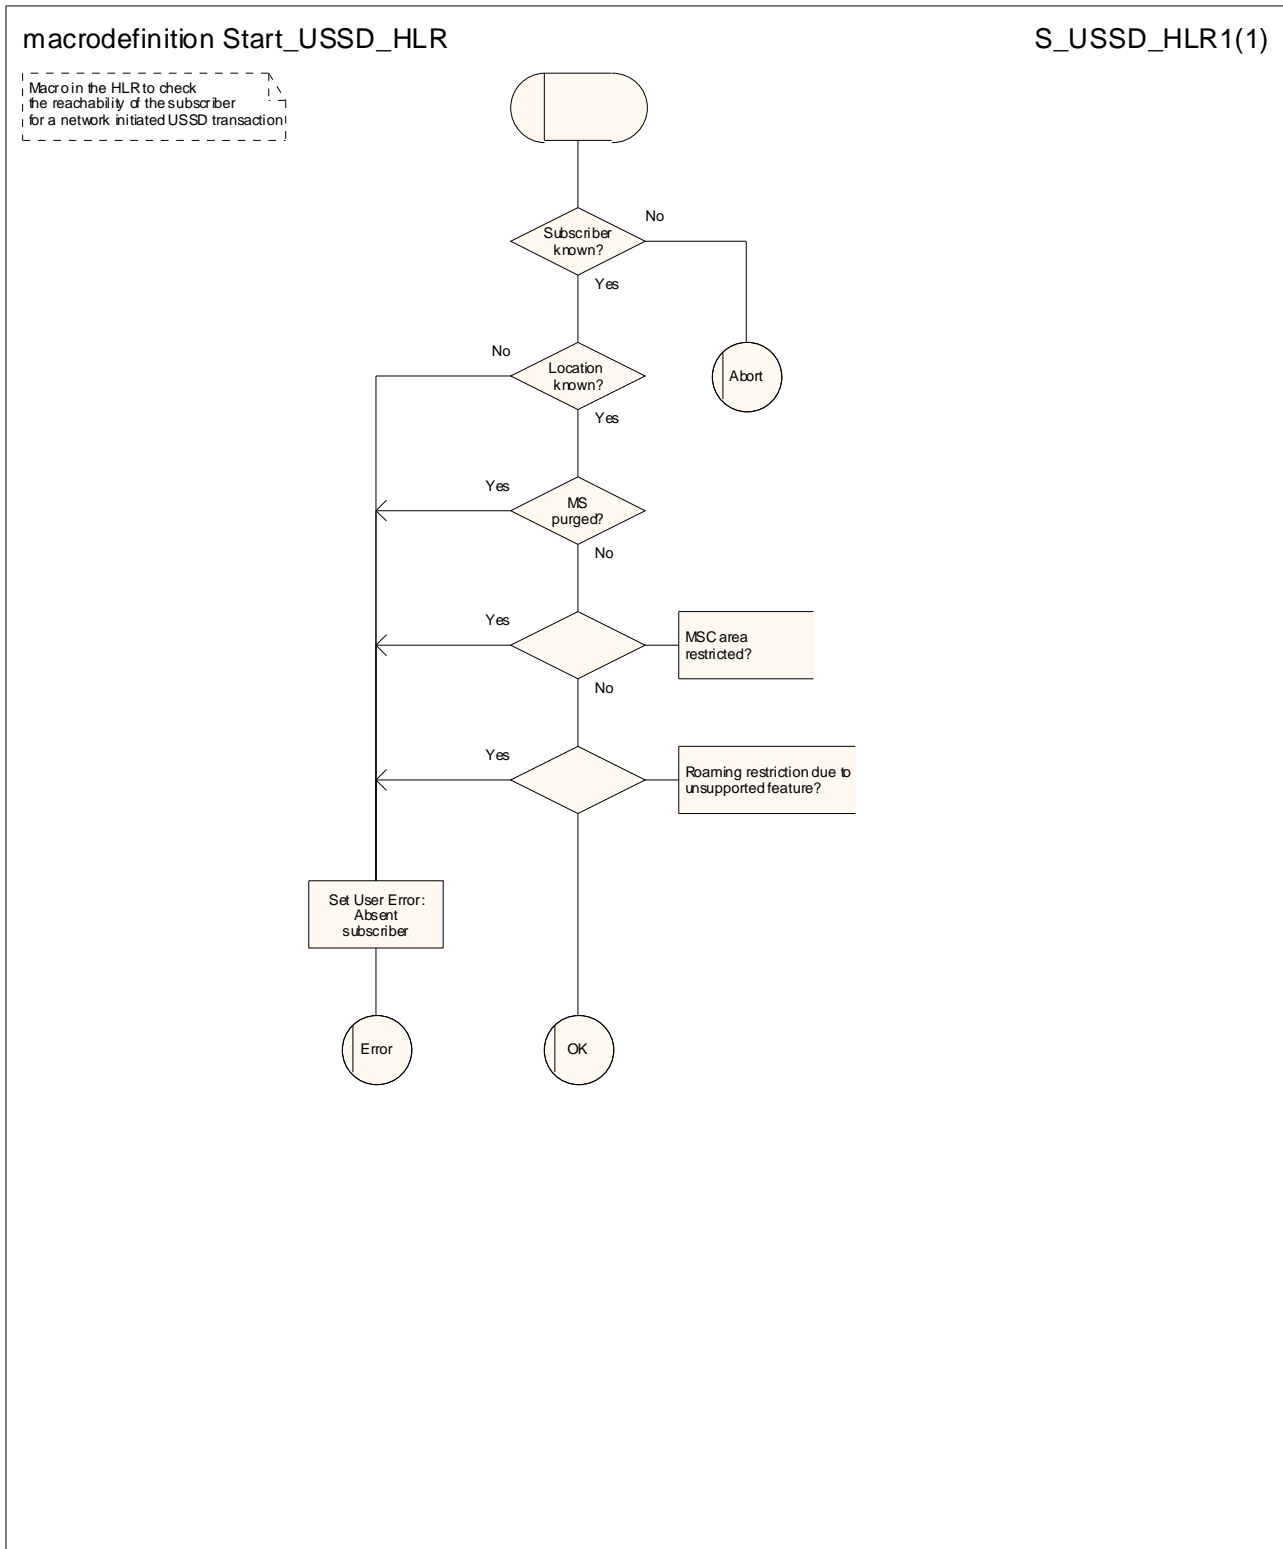 macrodefinition Start_USSD_HLR
S_USSD_HLR1(1)
Macro in the HLR to check
the reachability of the subscriber
for a network initiated USSD transaction
No
Subscriber
known?
Yes
No
Location
known?
Abort
Yes
Yes
MS
purged?
No
Yes
MSC area
restricted?
No
Yes
Roaming restriction due to
unsupported feature?
Set User Error:
Absent
subscriber
Error
OK